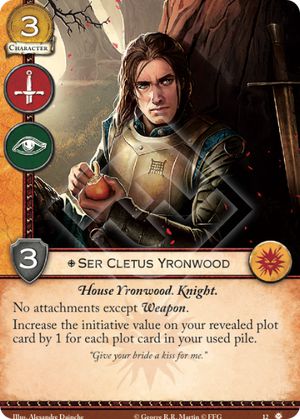 3
Character
3
Ser Cletus Yronwood
House Yronwood. Knight.
No attachments except Weapon.
Increase the initiative value on your revealed plot
card by 1 for each plot card in your used pile.
"Give your bride a kiss for me."
Illus. Alexandre Dainche
© George R.R. Martin © FFG
12